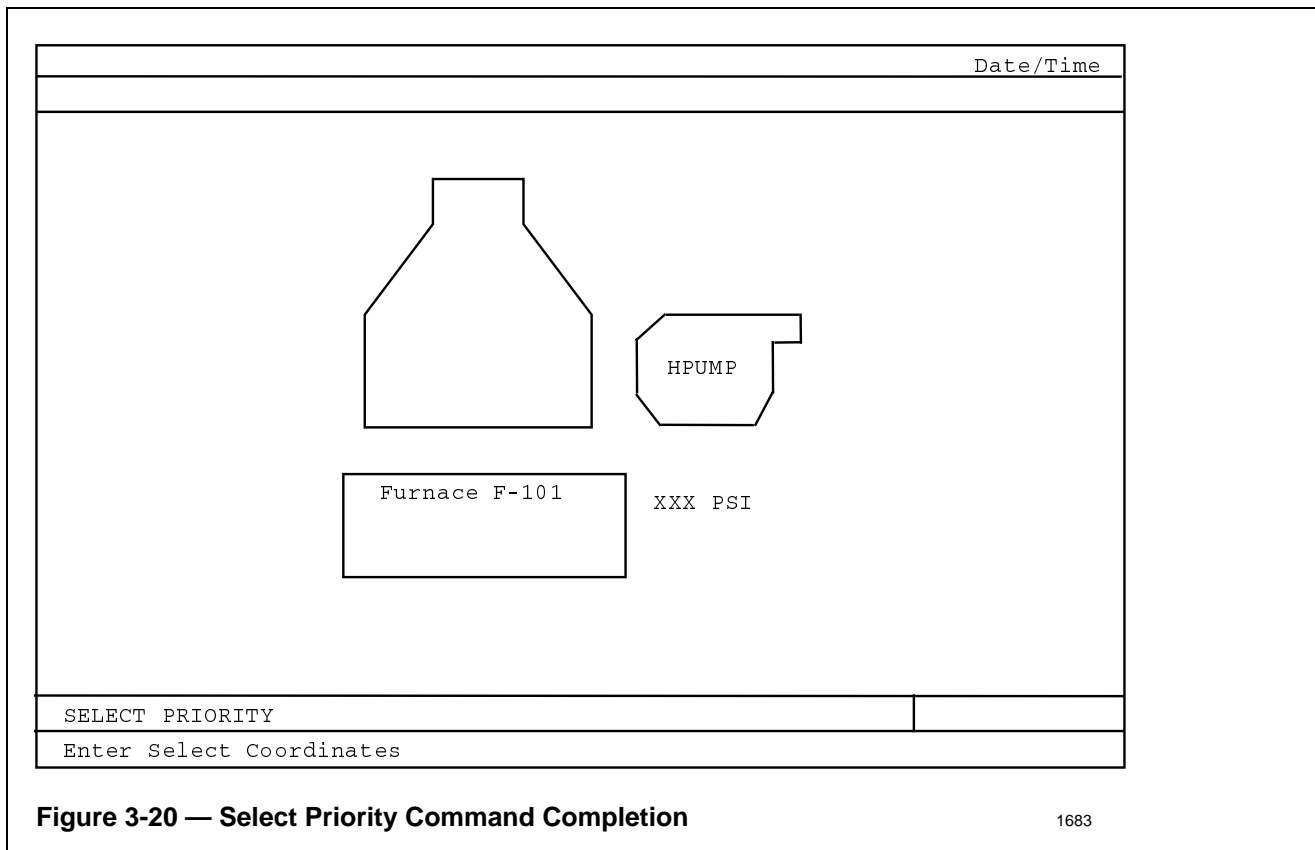 Date/Time
HPUMP
Furnace F-101
XXX PSI
SELECT PRIORITY
Enter Select Coordinates
Figure 3-20 — Select Priority Command Completion
1683